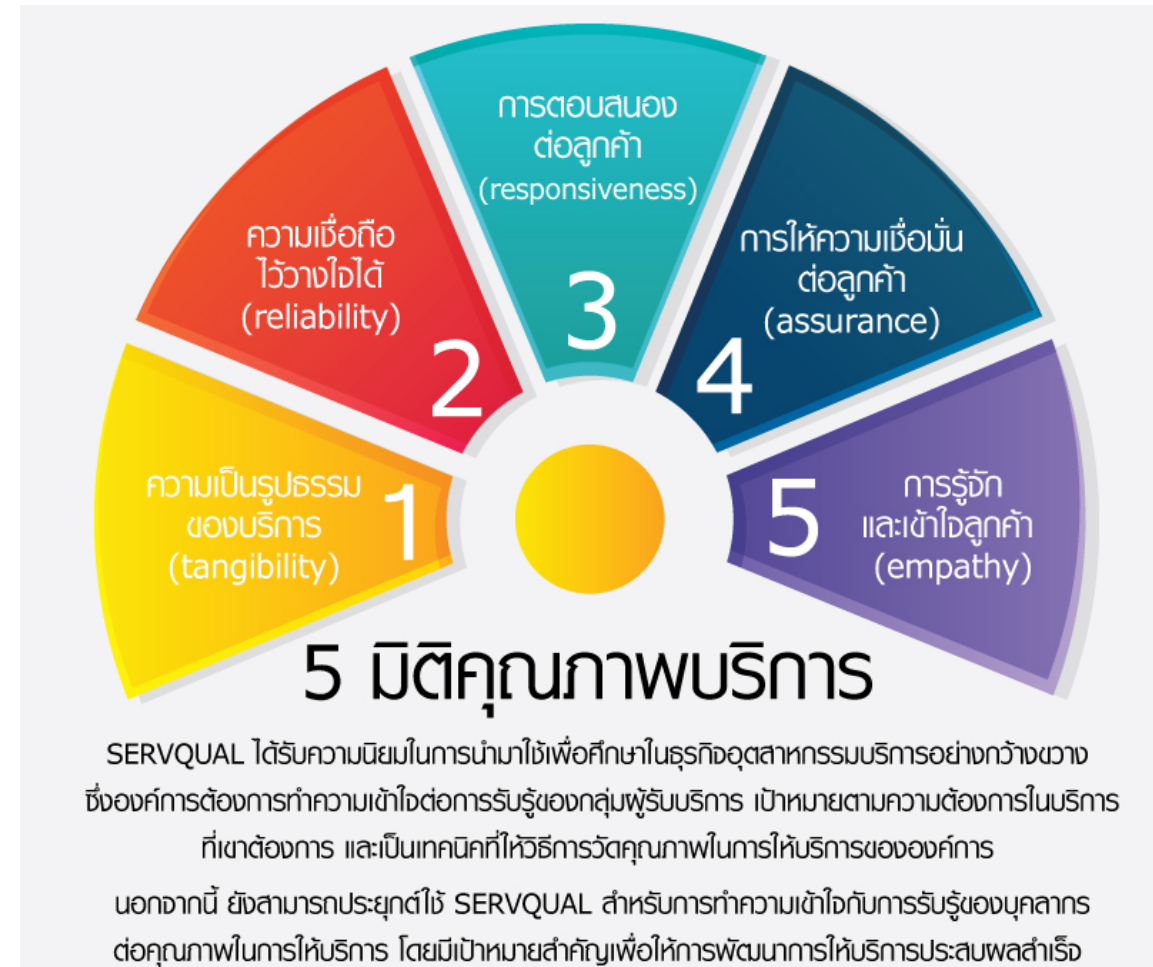 ความเป็นรูปธรรม
ของบริการ
(tangibility)
1
ความเชื่อถือ
ไว้วางใจได้
(reliability)
2
การตอบสนอง
ต่อลูกค้า
(responsiveness)
3
การให้ความเชื่อมั่น
ต่อลูกค้า
(assurance)
4
การรู้จัก
และเข้าใจลูกค้า
(empathy)
5
5 มิติคุณภาพบริการ
SERVQUAL ได้รับความนิยมในการนำมาใช้เพื่อศึกษาในธุรกิจอุตสาหกรรมบริการอย่างกว้างขวาง
ซึ่งองค์การต้องการทำความเข้าใจต่อการรับรู้ของกลุ่มผู้รับบริการ เป้าหมายตามความต้องการในบริการ
ที่เขาต้องการ และเป็นเทคนิคที่ให้วิธีการวัดคุณภาพในการให้บริการขององค์การ
นอกจากนี้ ยังสามารถประยุกต์ใช้ SERVQUAL สำหรับการทำความเข้าใจกับการรับรู้ของบุคลากร
ต่อคุณภาพในการให้บริการ โดยมีเป้าหมายสำคัญเพื่อให้การพัฒนาการให้บริการประสบผลสำเร็จ